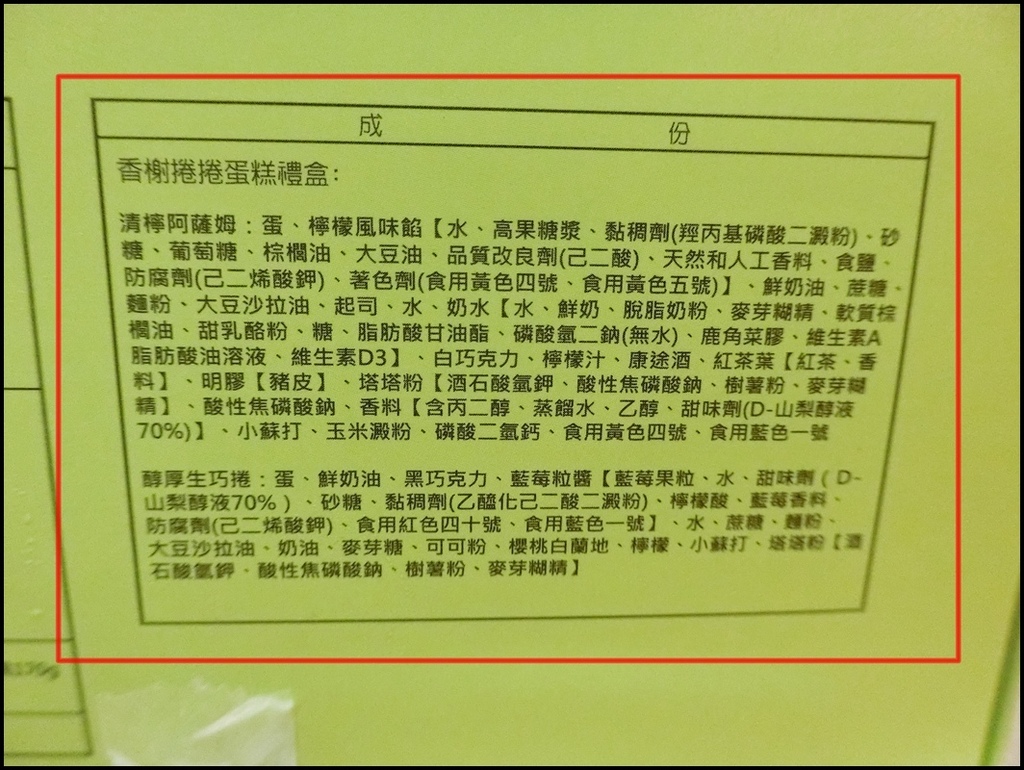 成 份
香榭捲捲蛋糕禮盒:
清檸阿薩姆：蛋、檸檬風味餡【水、高果糖漿、黏稠劑(羥丙基磷酸二澱粉)、砂
糖、葡萄糖、棕櫚油、大豆油、品質改良劑(己二酸)、天然和人工香料、食鹽、
防腐劑(己二烯酸鉀)、著色劑(食用黃色四號、食用黃色五號)】、鮮奶油、蔗糖、
麵粉、大豆沙拉油、起司、水、奶水【水、鮮奶、脫脂奶粉、麥芽糊精、軟質棕
櫚油、甜乳酪粉、糖、脂肪酸甘油酯、磷酸氫二鈉(無水)、鹿角菜膠、維生素A
脂肪酸油溶液、維生素D3】、白巧克力、檸檬汁、康途酒、紅茶葉【紅茶、香
料】、明膠【豬皮】、塔塔粉【酒石酸氫鉀、酸性焦磷酸鈉、樹薯粉、麥芽糊
精】、酸性焦磷酸鈉、香料【含丙二醇、蒸餾水、乙醇、甜味劑(D-山梨醇液
70%)】、小蘇打、玉米澱粉、磷酸二氫鈣、食用黃色四號、食用藍色一號
醇厚生巧捲：蛋、鮮奶油、黑巧克力、藍莓粒醬【藍莓果粒、水、甜味劑（D-
山梨醇液70%）、砂糖、黏稠劑(乙醯化己二酸二澱粉)、檸檬酸、藍莓香料、
防腐劑(己二烯酸鉀)、食用紅色四十號、食用藍色一號】、水、蔗糖、麵粉、
大豆沙拉油、奶油、麥芽糖、可可粉、櫻桃白蘭地、檸檬、小蘇打、塔塔粉【酒
石酸氫鉀、酸性焦磷酸鈉、樹薯粉、麥芽糊精】